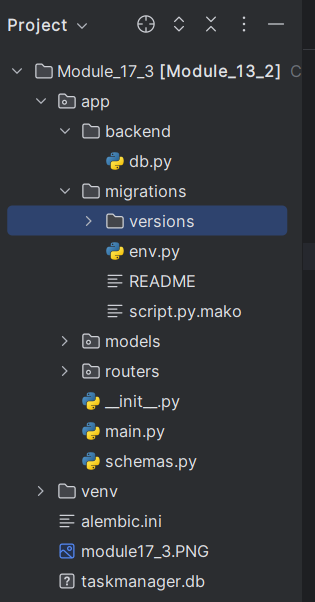 Project
Module_17_3 [Module_13_2] C
app
backend
db.py
migrations
versions
env.py
README
script.py.mako
models
routers
__init__.py
main.py
schemas.py
venv
alembic.ini
module17_3.PNG
taskmanager.db